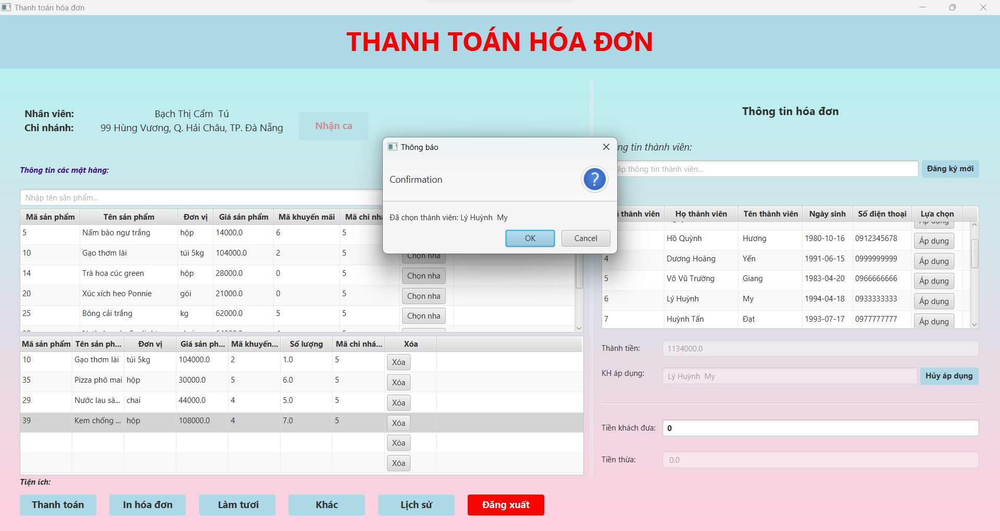 Thanh toán hóa đơn
THANH TOÁN HÓA ĐƠN
Nhân viên: Bạch Thị Cẩm  Tú
Chi nhánh: 99 Hùng Vương, Q. Hải Châu, TP. Đà Nẵng
Nhận ca
Thông tin các mặt hàng:
Nhập tên sản phẩm...
Mã sản phẩm Tên sản phẩm Đơn vị Giá sản phẩm Mã khuyến mãi Mã chi
5 Nấm bào ngư trắng hộp 14000.0 6 5
10 Gạo thơm lài túi 5kg 104000.0 2 5 Chọn nha
14 Trà hoa cúc green hộp 28000.0 0 5 Chọn nha
20 Xúc xích heo Ponnie gói 21000.0 0 5 Chọn nha
25 Bông cải trắng kg 62000.0 5 5 Chọn nha
Mã sản phẩm Tên sản ph... Đơn vị Giá sản ph... Mã khuyến... Số lượng Mã chi nhá... Xóa
10 Gạo thơm lài túi 5kg 104000.0 2 1.0 5 Xóa
35 Pizza phô mai hộp 30000.0 5 6.0 5 Xóa
29 Nước lau sà... chai 44000.0 4 5.0 5 Xóa
39 Kem chống ... hộp 108000.0 4 7.0 5 Xóa
Xóa
Xóa
Tiện ích:
Thanh toán In hóa đơn Làm tươi Khác Lịch sử Đăng xuất
Thông báo
Confirmation
?
Đã chọn thành viên: Lý Huỳnh  My
OK Cancel
Thông tin hóa đơn
tin thành viên:
thông tin thành viên... Đăng ký mới
thành viên Họ thành viên Tên thành viên Ngày sinh Số điện thoại Lựa chọn
Áp dụng
Hồ Quỳnh Hương 1980-10-16 0912345678 Áp dụng
4 Dương Hoàng Yến 1991-06-15 0999999999 Áp dụng
5 Võ Vũ Trường Giang 1983-04-20 0966666666 Áp dụng
6 Lý Huỳnh My 1994-04-18 0933333333 Áp dụng
7 Huỳnh Tấn Đạt 1993-07-17 0977777777 Áp dụng
Thành tiền: 1134000.0
KH áp dụng: Lý Huỳnh  My Hủy áp dụng
Tiền khách đưa: 0
Tiền thừa: 0.0